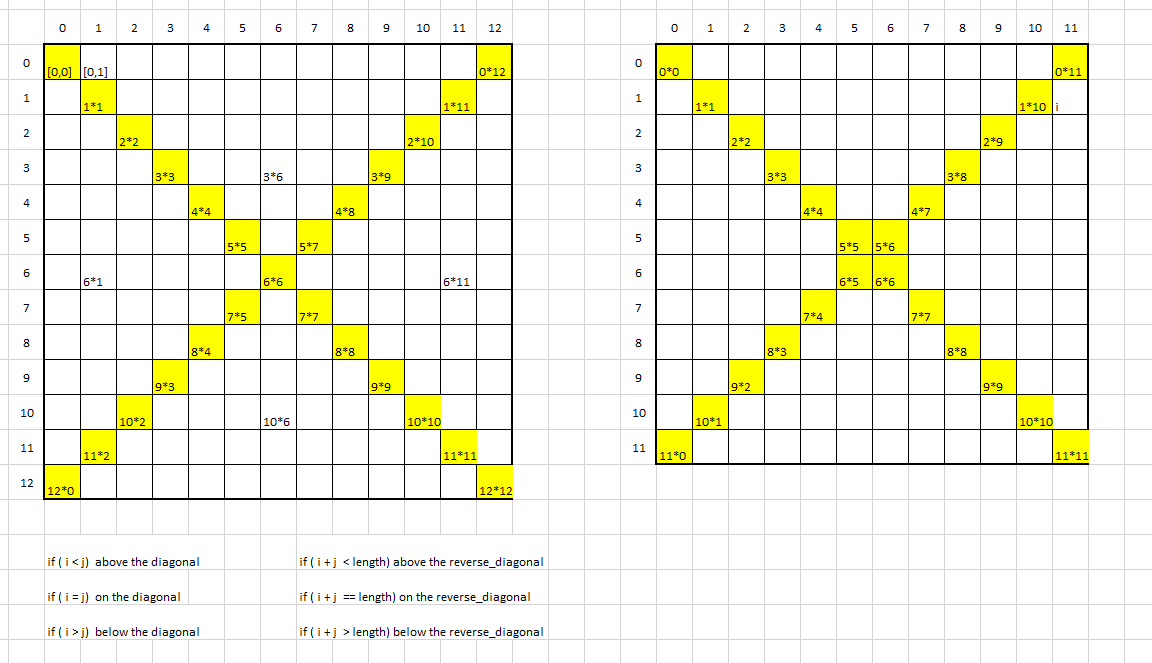 0 1 2 3 4 5 6 7 8 9 10 11 12 0 1 2 3 4 5 6 7 8 9 10 11
0 [0,0] [0,1] 0*12 0 0*0 0*11
1 1*1 1*11 1 1*1 1*10 i
2 2*2 2*10 2 2*2 2*9
3 3*3 3*6 3*9 3 3*3 3*8
4 4*4 4*8 4 4*4 4*7
5 5*5 5*7 5 5*5 5*6
6 6*1 6*6 6*11 6 6*5 6*6
7 7*5 7*7 7 7*4 7*7
8 8*4 8*8 8 8*3 8*8
9 9*3 9*9 9 9*2 9*9
10 10*2 10*6 10*10 10 10*1 10*10
11 11*2 11*11 11 11*0 11*11
12 12*0 12*12
if ( i < j) above the diagonal if ( i + j < length) above the reverse_diagonal
if ( i = j) on the diagonal if ( i + j == length) on the reverse_diagonal
if ( i > j) below the diagonal if ( i + j > length) below the reverse_diagonal